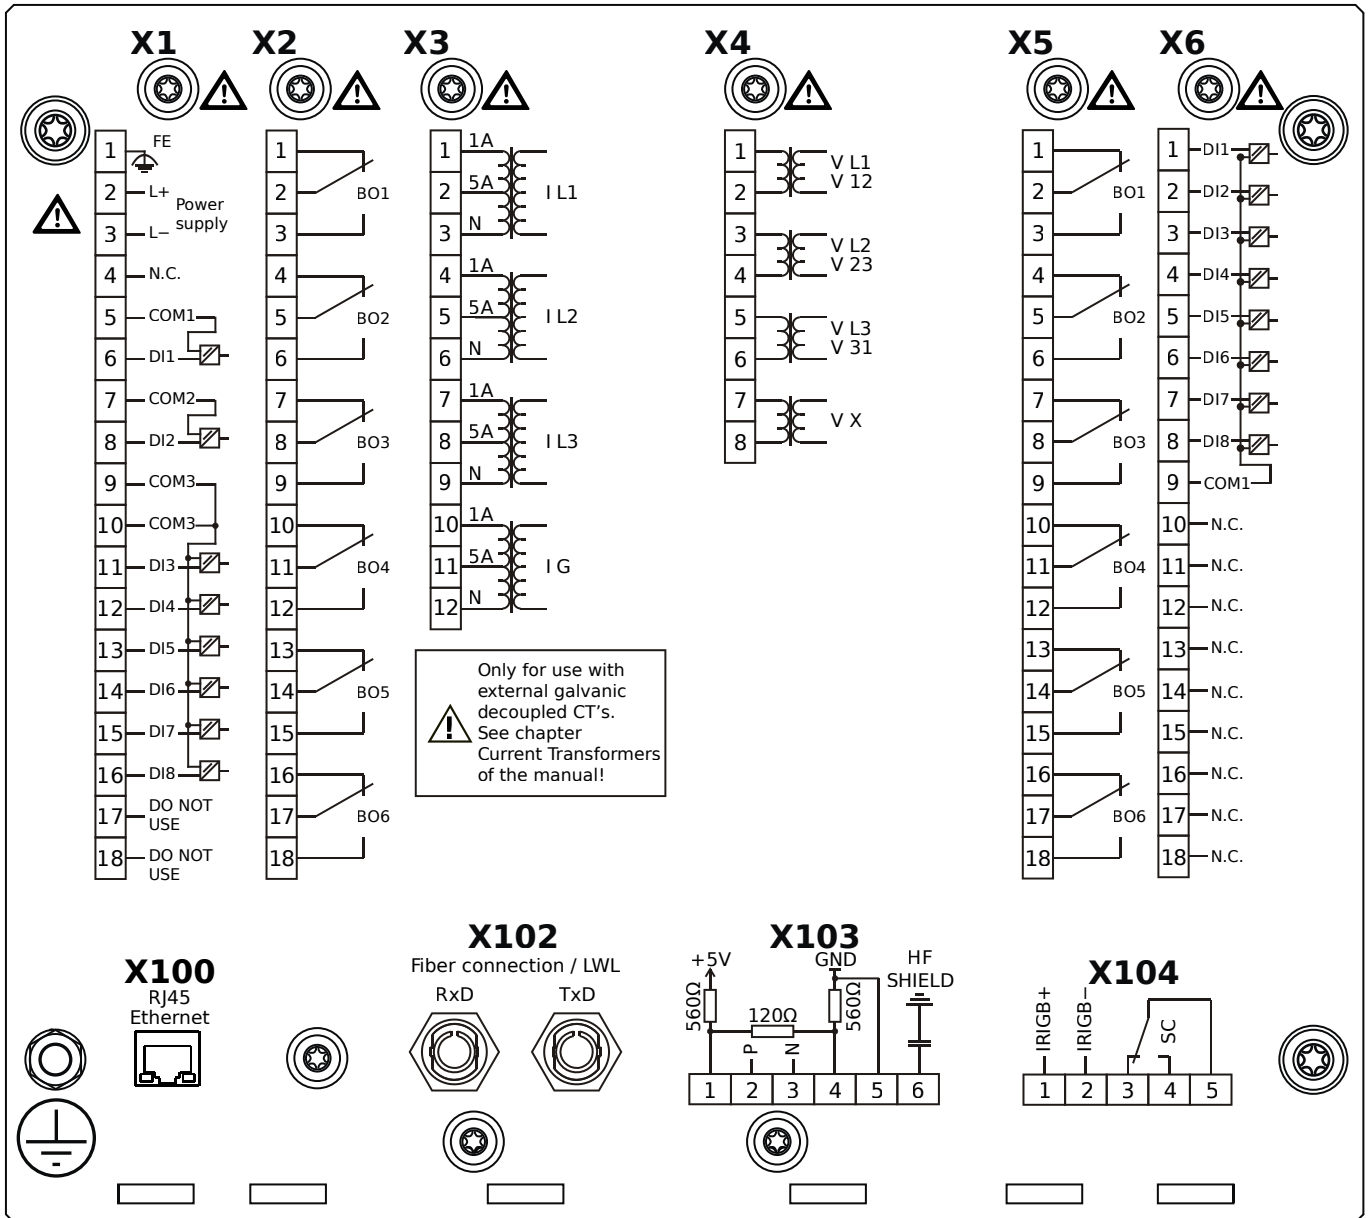 X1 X2 X3 X4 X5 X6
1 FE
2 L+
Power
supply
3 L−
4 N.C.
5 COM1
6 DI1
7 COM2
8 DI2
9 COM3
10 COM3
11 DI3
12 DI4
13 DI5
14 DI6
15 DI7
16 DI8
17 DO NOT
USE
18 DO NOT
USE
1
2 BO1
3
4
5 BO2
6
7
8 BO3
9
10
11 BO4
12
13
14 BO5
15
16
17 BO6
18
1 1A
2 5A I L1
3 N
4 1A
5 5A I L2
6 N
7 1A
8 5A I L3
9 N
10 1A
11 5A I G
12 N
Only for use with
external galvanic
decoupled CT's.
See chapter
Current Transformers
of the manual!
1 V L1
2 V 12
3 V L2
4 V 23
5 V L3
6 V 31
7 V X
8
1
2 BO1
3
4
5 BO2
6
7
8 BO3
9
10
11 BO4
12
13
14 BO5
15
16
17 BO6
18
1 DI1
2 DI2
3 DI3
4 DI4
5 DI5
6 DI6
7 DI7
8 DI8
9 COM1
10 N.C.
11 N.C.
12 N.C.
13 N.C.
14 N.C.
15 N.C.
16 N.C.
17 N.C.
18 N.C.
X100
RJ45
Ethernet
X102
Fiber connection / LWL
RxD TxD
X103
+5V GND HF
SHIELD
560Ω 120Ω 560Ω
P N
1 2 3 4 5 6
X104
IRIGB+ IRIGB− SC
1 2 3 4 5